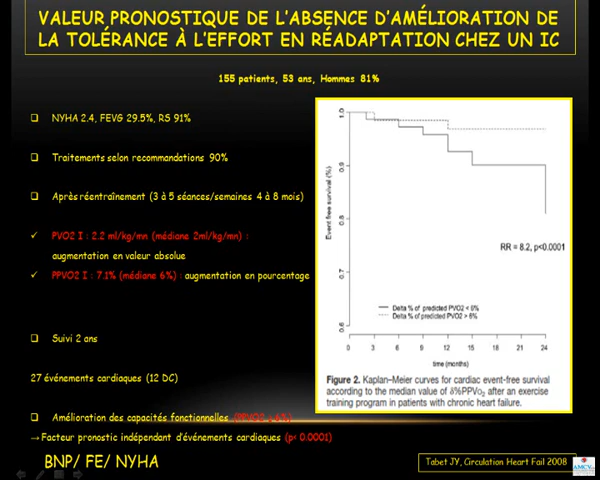 VALEUR PRONOSTIQUE DE L'ABSENCE D'AMÉLIORATION DE
LA TOLÉRANCE À L'EFFORT EN RÉADAPTATION CHEZ UN IC
155 patients, 53 ans, Hommes 81%
NYHA 2.4, FEVG 29.5%, RS 91%
Traitements selon recommandations 90%
Après réentraînement (3 à 5 séances/semaines 4 à 8 mois)
✓ PVO2 I : 2.2 ml/kg/mn (médiane 2ml/kg/mn) :
augmentation en valeur absolue
✓ PPVO2 I : 7.1% (médiane 6%) : augmentation en pourcentage
Suivi 2 ans
27 événements cardiaques (12 DC)
Amélioration des capacités fonctionnelles (PPVO2 > 6%)
→ Facteur pronostic indépendant d'événements cardiaques (p< 0.0001)
BNP/ FE/ NYHA
1.0
0.9
0.8
0.7
0.6
Event free survival (%)
RR = 8.2, p<0.0001
Delta % of predicted PVO2 < 6%
Delta % of predicted PVO2 > 6%
0 3 6 9 12 15 18 21 24
time (months)
Figure 2. Kaplan–Meier curves for cardiac event-free survival
according to the median value of δ%PPVO2 after an exercise
training program in patients with chronic heart failure.
Tabet JY, Circulation Heart Fail 2008